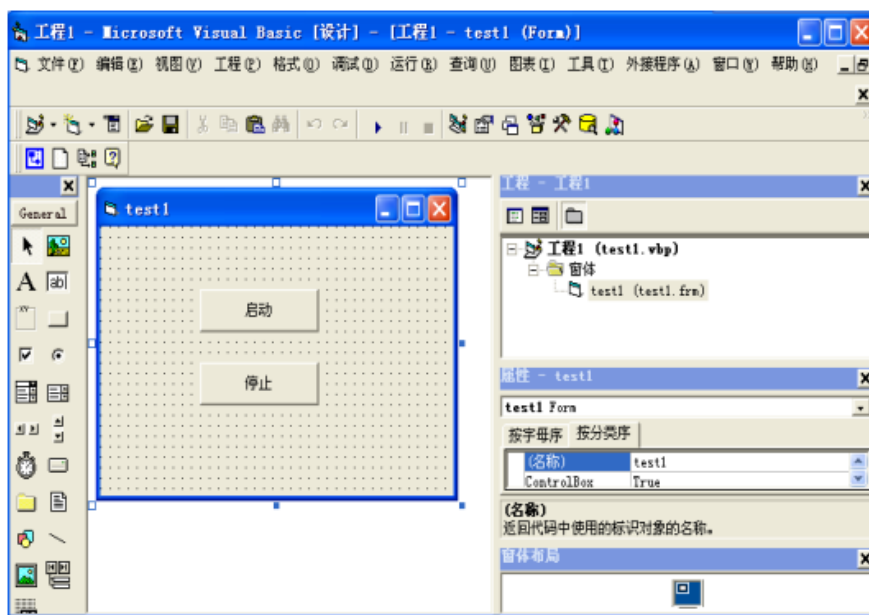 工程1 - Microsoft Visual Basic [设计] - [工程1 - test1 (Form)]
文件(F) 编辑(E) 视图(V) 工程(P) 格式(O) 调试(D) 运行(R) 查询(U) 图表(I) 工具(T) 外接程序(A) 窗口(W) 帮助(H)
General
test1
启动
停止
A
ab
工程 - 工程1
工程1 (test1.vbp)
窗体
test1 (test1.frm)
属性 - test1
test1 Form
按字母序 按分类序
(名称) test1
ControlBox True
(名称)
返回代码中使用的标识对象的名称。
窗体布局